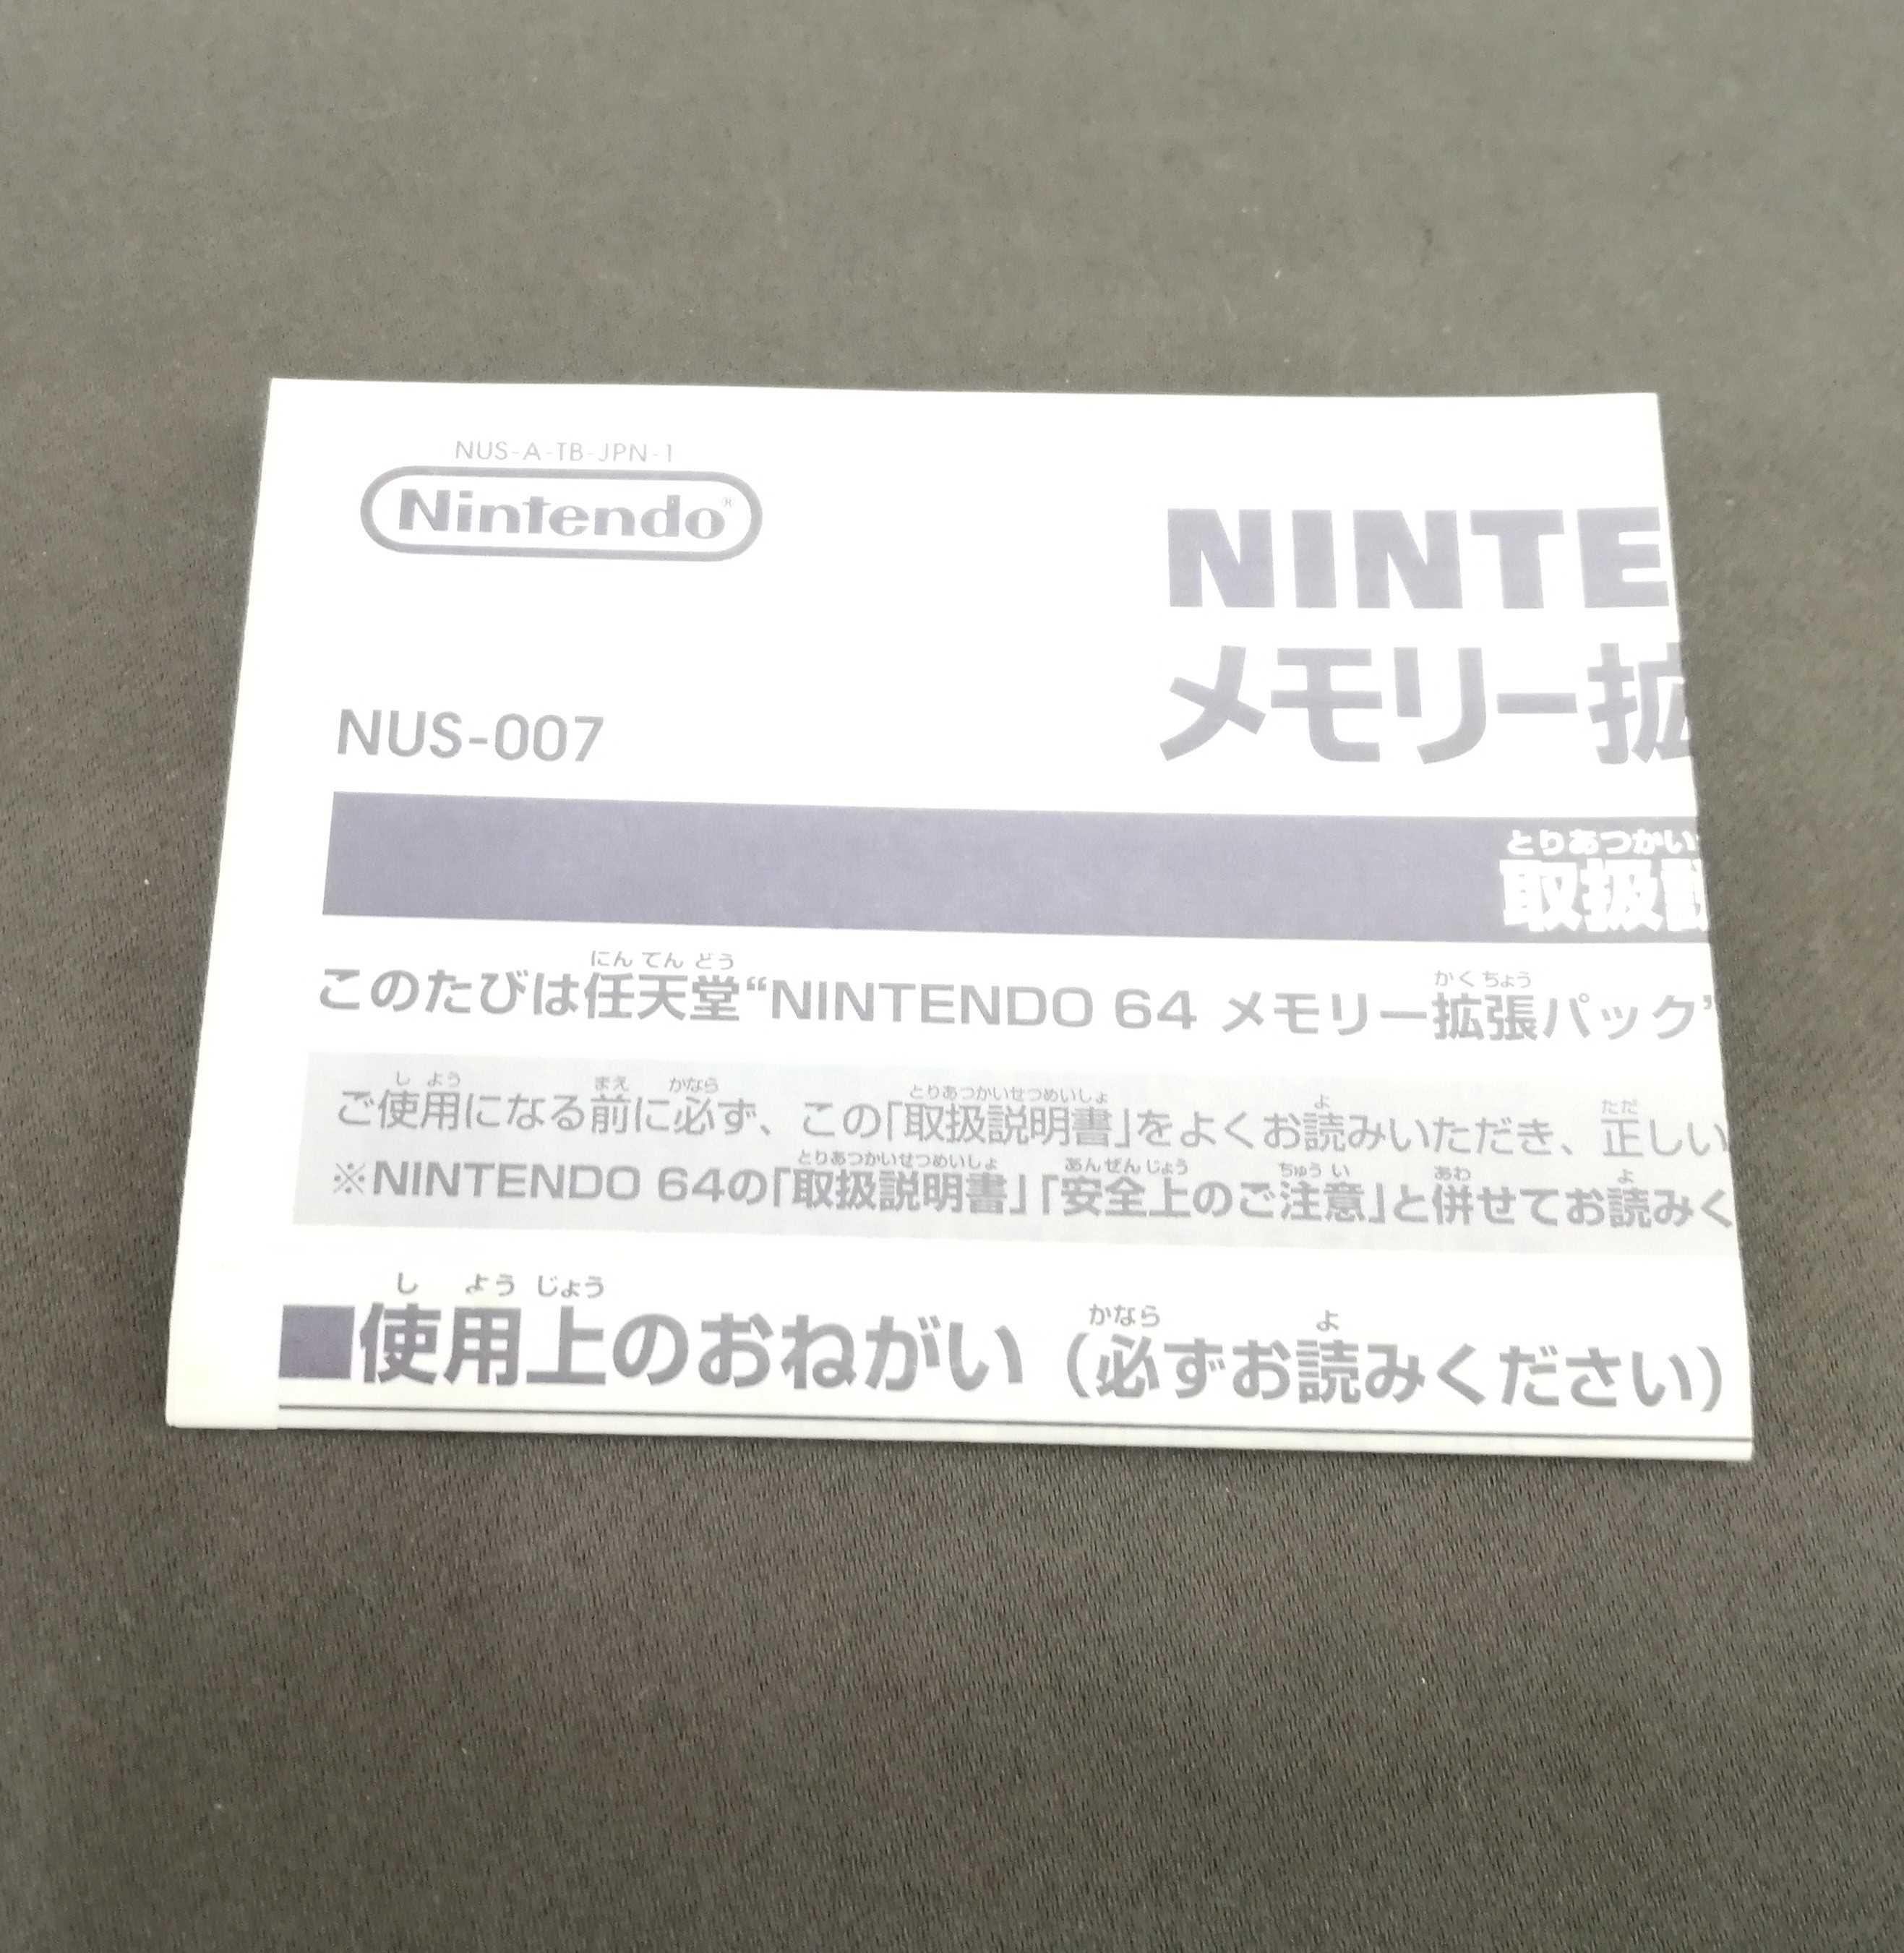 NUS-A-TB-JPN-1
Nintendo®
NINTE
メモリー拡
NUS-007
とりあつかい
取扱説
にんてんどう かくちょう
このたびは任天堂“NINTENDO 64 メモリー拡張パック”
し よう まえ かなら とりあつかいせつめいしょ よ ただ
ご使用になる前に必ず、この「取扱説明書」をよくお読みいただき、正しい
とりあつかいせつめいしょ あんぜんじょう ちゅうい あわ よ
※NINTENDO 64の「取扱説明書」「安全上のご注意」と併せてお読みく
し よう じょう かなら よ
■使用上のおねがい（必ずお読みください）